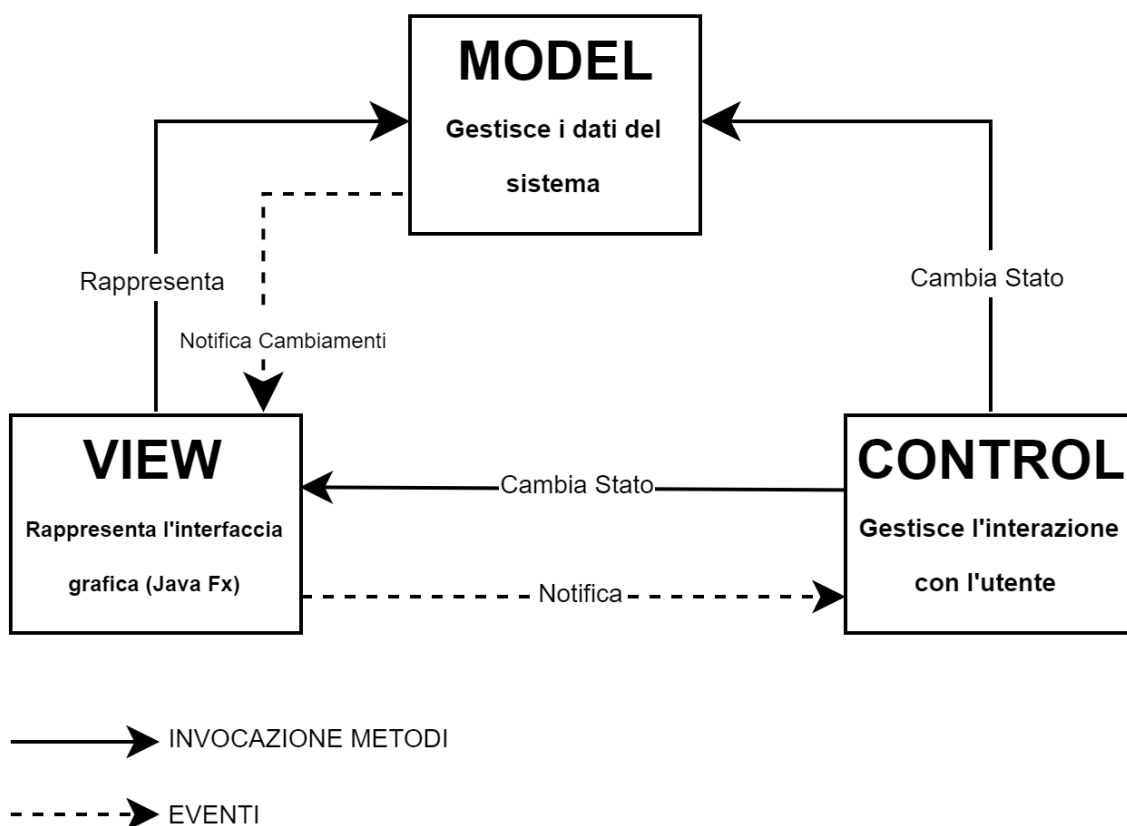 MODEL
Gestisce i dati del
sistema
Rappresenta
Cambia Stato
Notifica Cambiamenti
VIEW
Rappresenta l'interfaccia
grafica (Java Fx)
Cambia Stato
Notifica
CONTROL
Gestisce l'interazione
con l'utente
INVOCAZIONE METODI
EVENTI